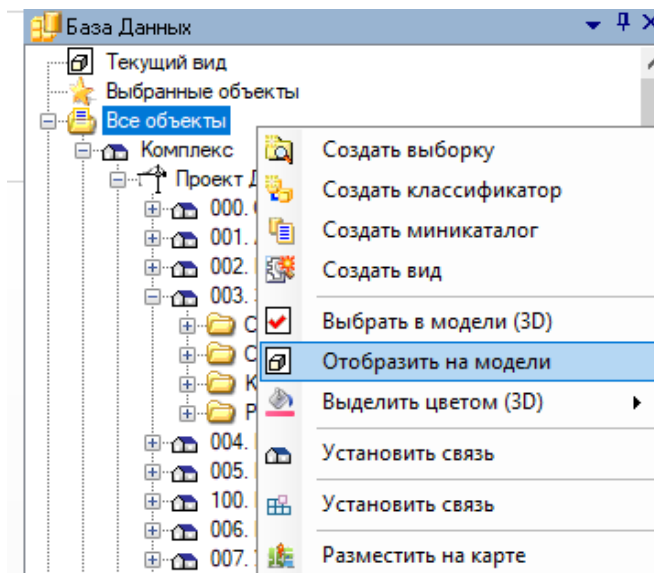 База Данных
Текущий вид
Выбранные объекты
Все объекты
Комплекс
Проект
000.
001.
002.
003.
004.
005.
100.
006.
007.
Создать выборку
Создать классификатор
Создать миникаталог
Создать вид
Выбрать в модели (3D)
Отобразить на модели
Выделить цветом (3D)
Установить связь
Установить связь
Разместить на карте